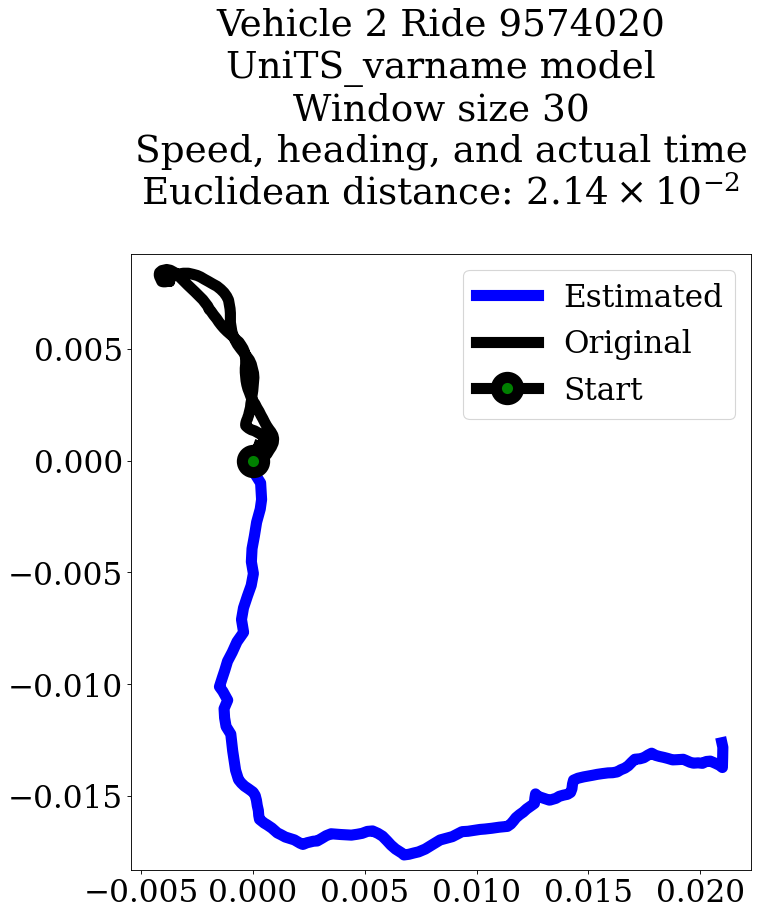 Vehicle 2 Ride 9574020
UniTS_varname model
Window size 30
Speed, heading, and actual time
Euclidean distance: 2.14 × 10⁻²
Estimated
Original
Start
0.005
0.000
−0.005
−0.010
−0.015
−0.005 0.000 0.005 0.010 0.015 0.020